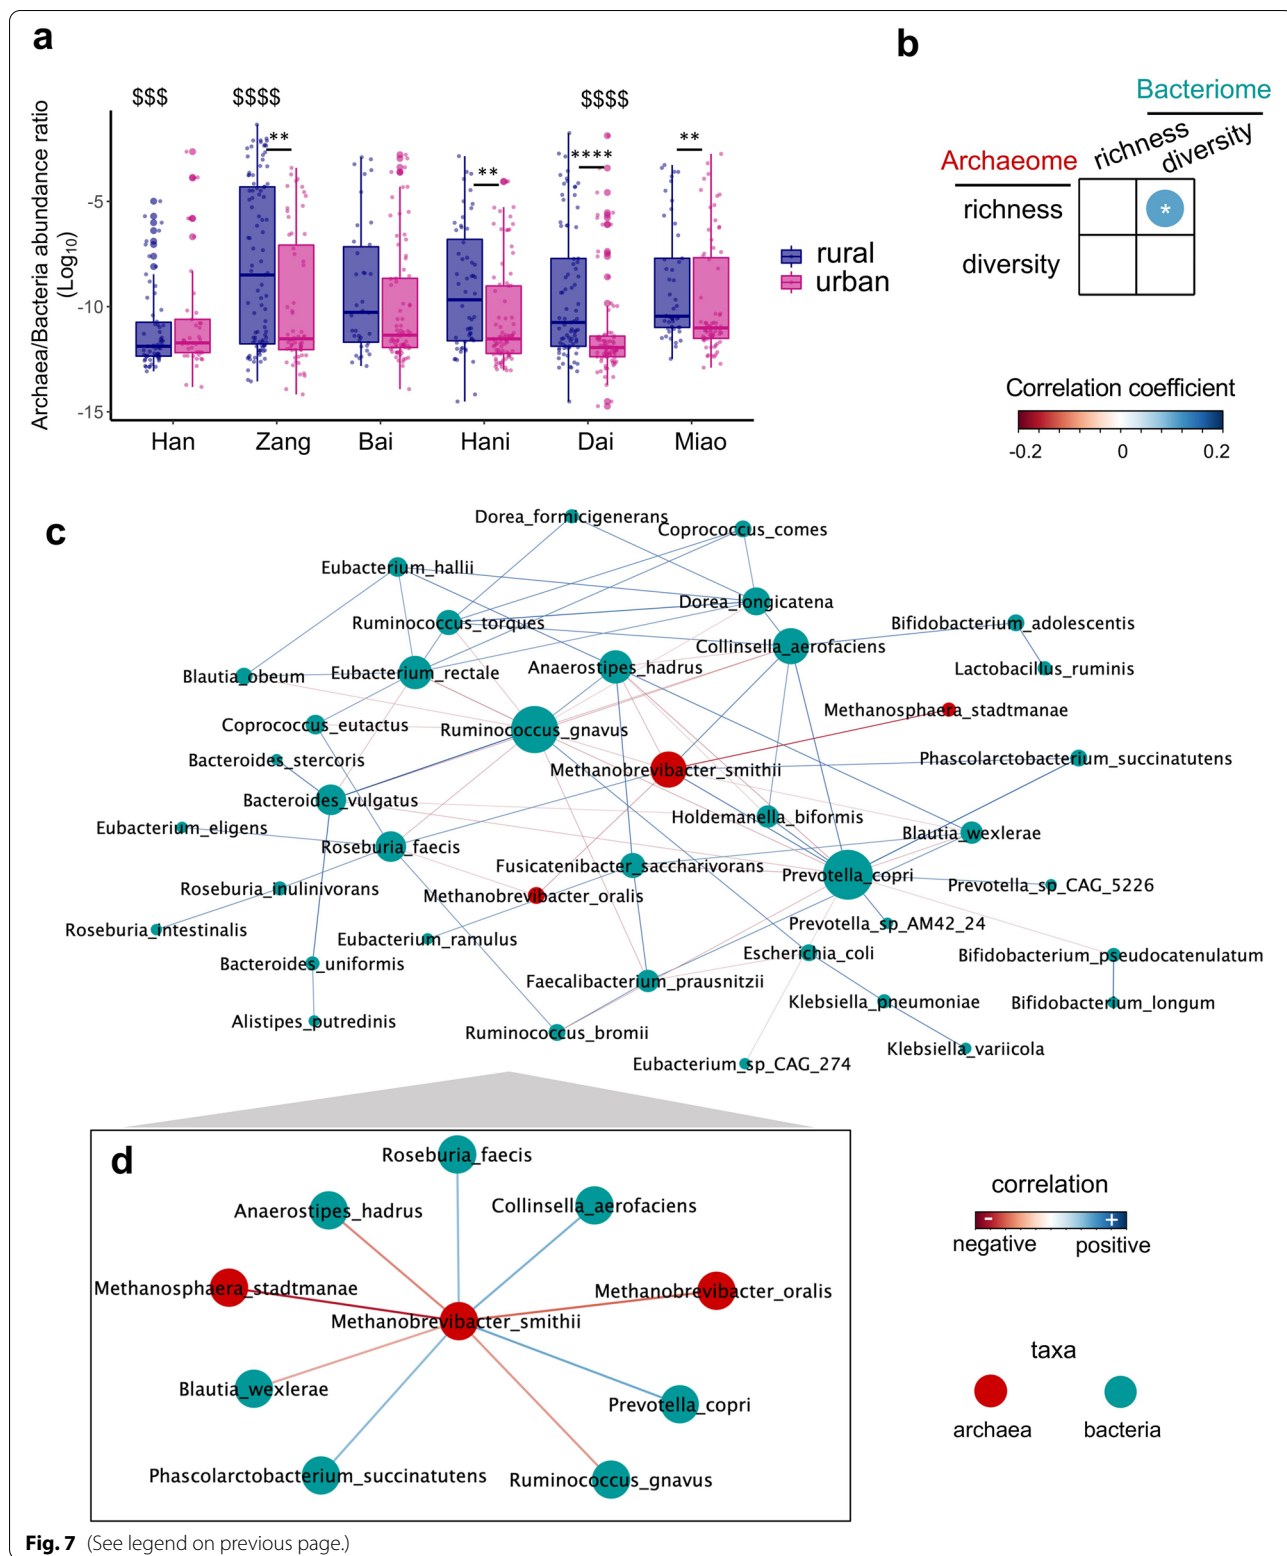 a
$$$
$$$$
$$$$
**
**
****
**
Archaea/Bacteria abundance ratio
(Log10)
-5
-10
-15
Han
Zang
Bai
Hani
Dai
Miao
rural
urban
b
Bacteriome
richness
diversity
Archaeome
richness
diversity
*
Correlation coefficient
-0.2
0
0.2
c
Dorea_formicigenerans
Coprococcus_comes
Eubacterium_hallii
Dorea_longicatena
Ruminococcus_torques
Bifidobacterium_adolescentis
Collinsella_aerofaciens
Anaerostipes_hadrus
Lactobacillus_ruminis
Blautia_obeum
Eubacterium_rectale
Methanosphaera_stadtmanae
Coprococcus_eutactus
Ruminococcus_gnavus
Bacteroides_stercoris
Phascolarctobacterium_succinatutens
Methanobrevibacter_smithii
Bacteroides_vulgatus
Holdemanella_biformis
Eubacterium_eligens
Blautia_wexlerae
Roseburia_faecis
Fusicatenibacter_saccharivorans
Prevotella_copri
Roseburia_inulinivorans
Methanobrevibacter_oralis
Prevotella_sp_CAG_5226
Roseburia_intestinalis
Prevotella_sp_AM42_24
Eubacterium_ramulus
Escherichia_coli
Bifidobacterium_pseudocatenulatum
Bacteroides_uniformis
Faecalibacterium_prausnitzii
Klebsiella_pneumoniae
Bifidobacterium_longum
Alistipes_putredinis
Ruminococcus_bromii
Klebsiella_variicola
Eubacterium_sp_CAG_274
d
Roseburia_faecis
Anaerostipes_hadrus
Collinsella_aerofaciens
Methanosphaera_stadtmanae
Methanobrevibacter_oralis
Methanobrevibacter_smithii
Blautia_wexlerae
Prevotella_copri
Phascolarctobacterium_succinatutens
Ruminococcus_gnavus
correlation
- +
negative positive
taxa
archaea
bacteria
Fig. 7 (See legend on previous page.)